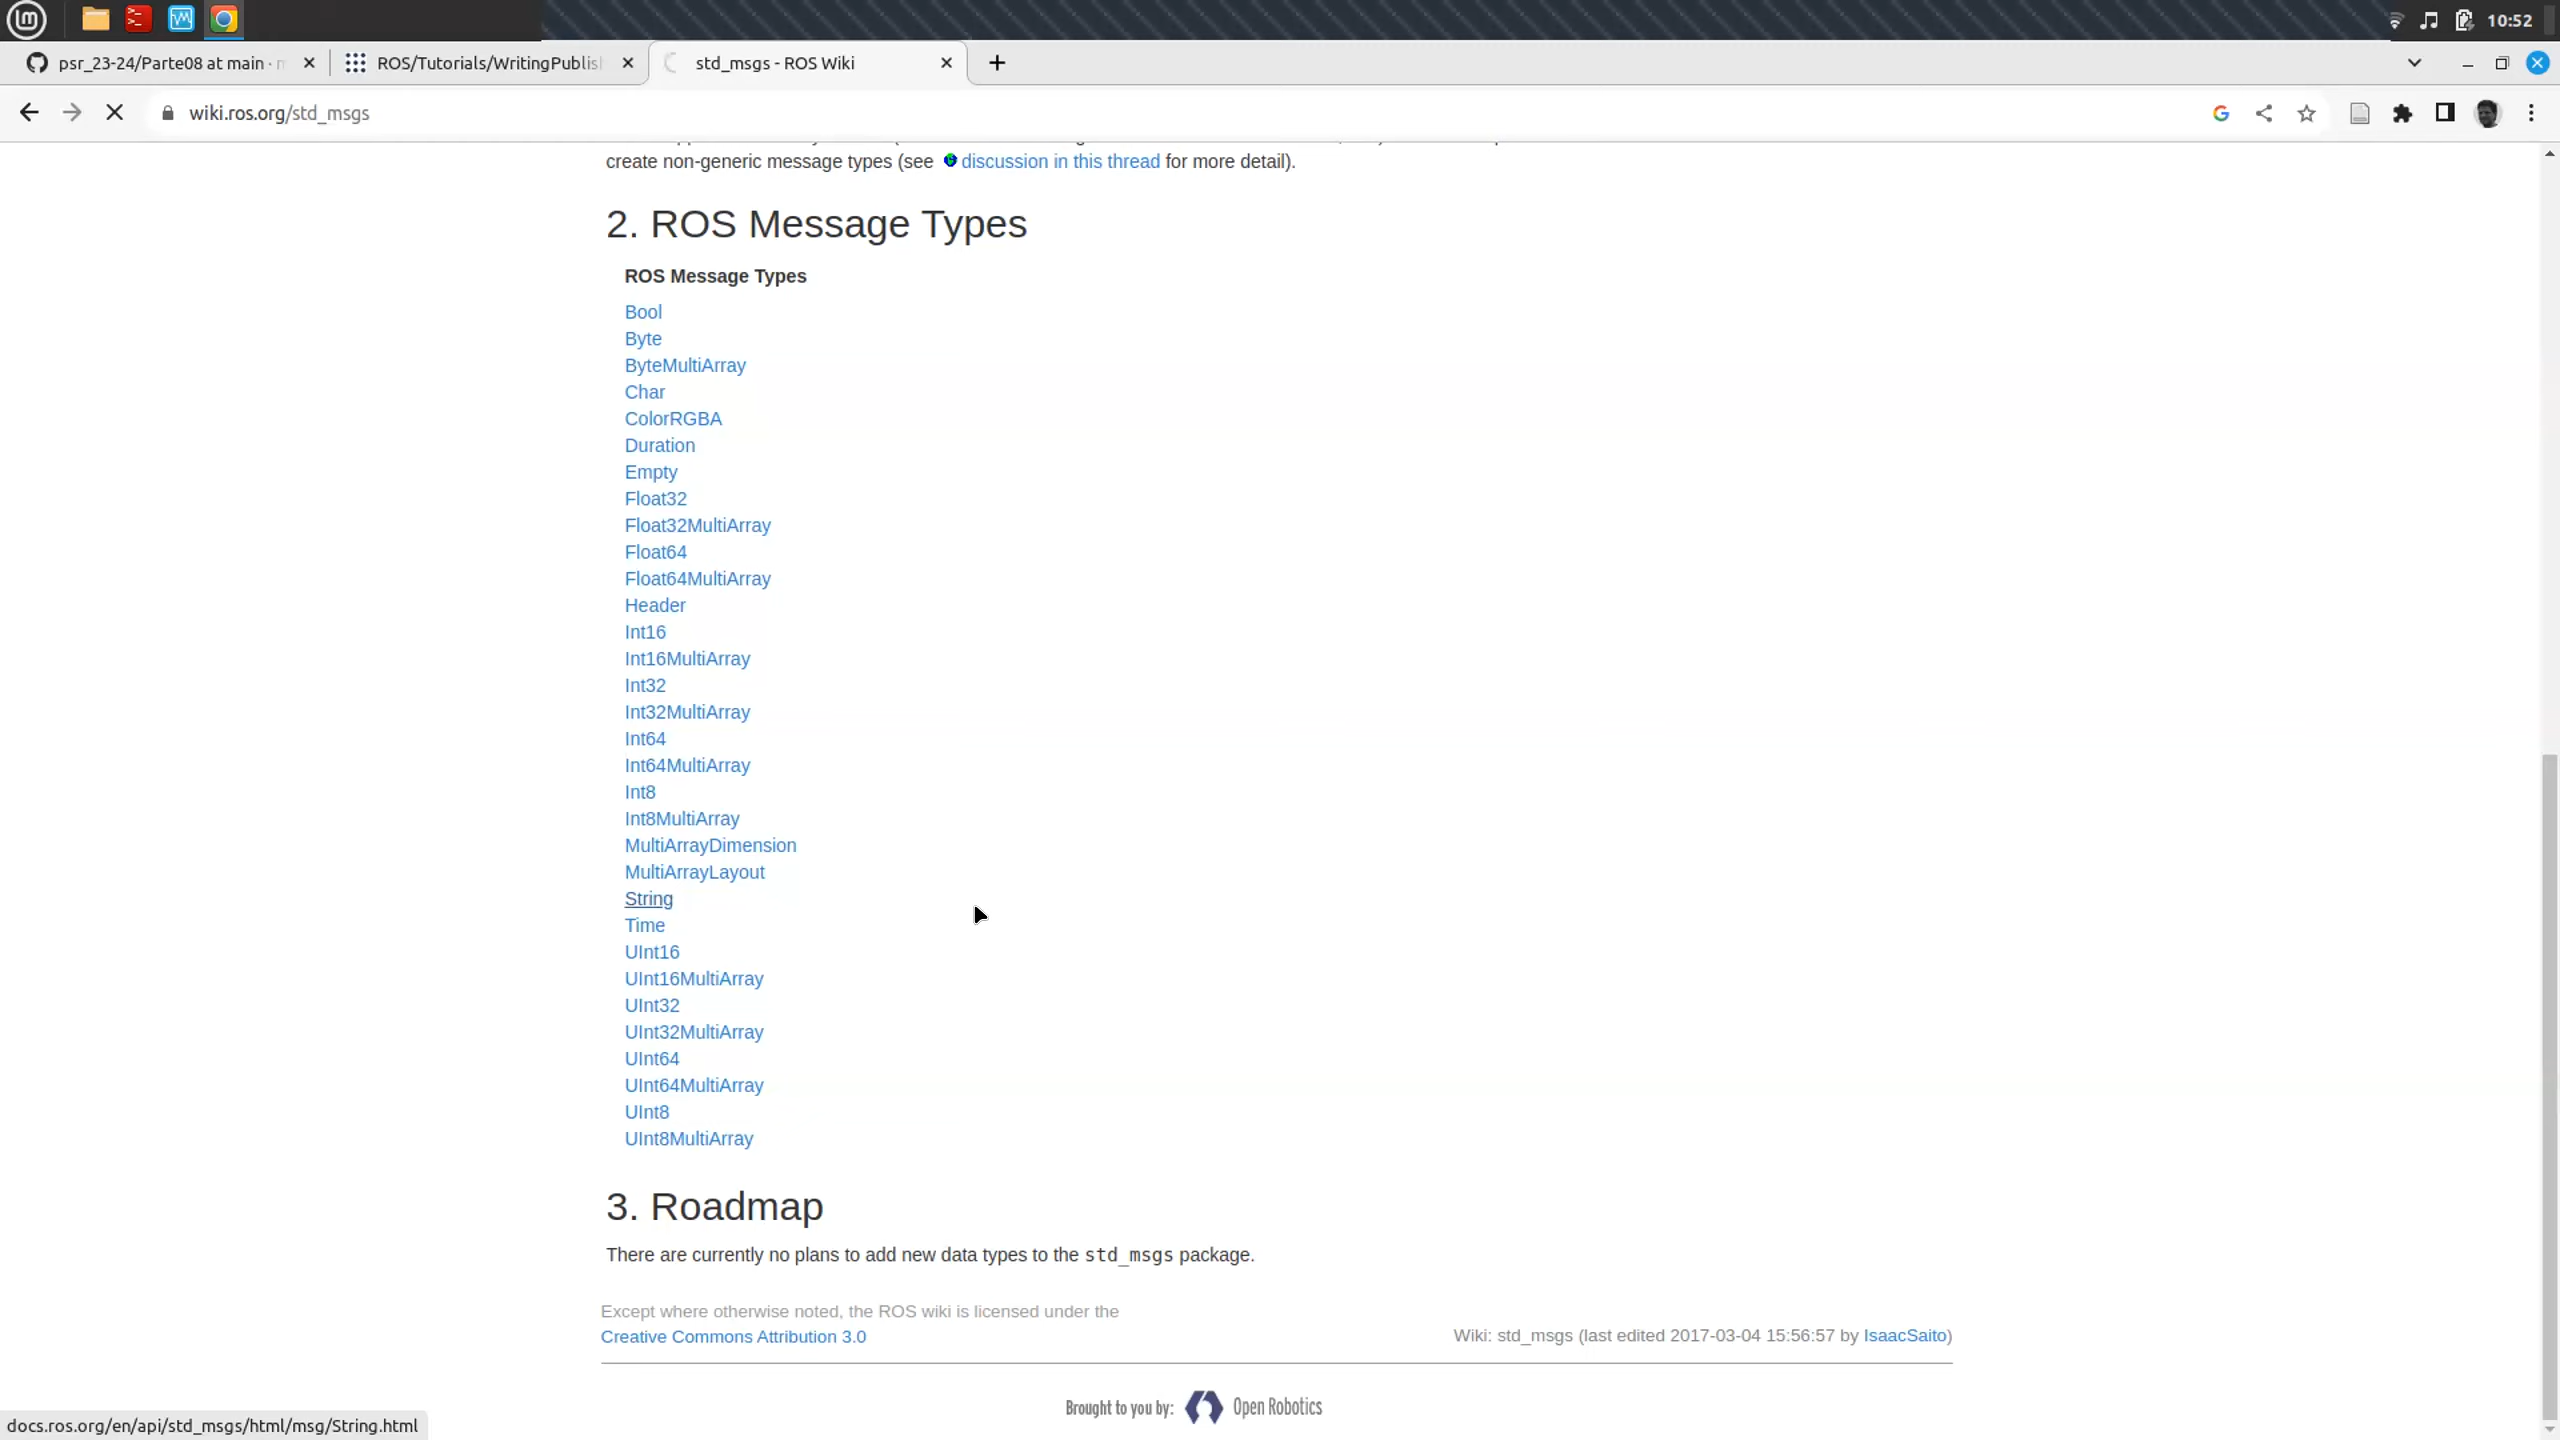 10:52
psr_23-24/Parte08 at main ·
ROS/Tutorials/WritingPublis
std_msgs - ROS Wiki
wiki.ros.org/std_msgs
create non-generic message types (see discussion in this thread for more detail).
2. ROS Message Types
ROS Message Types
Bool
Byte
ByteMultiArray
Char
ColorRGBA
Duration
Empty
Float32
Float32MultiArray
Float64
Float64MultiArray
Header
Int16
Int16MultiArray
Int32
Int32MultiArray
Int64
Int64MultiArray
Int8
Int8MultiArray
MultiArrayDimension
MultiArrayLayout
String
Time
UInt16
UInt16MultiArray
UInt32
UInt32MultiArray
UInt64
UInt64MultiArray
UInt8
UInt8MultiArray
3. Roadmap
There are currently no plans to add new data types to the std_msgs package.
Except where otherwise noted, the ROS wiki is licensed under the
Creative Commons Attribution 3.0
Wiki: std_msgs (last edited 2017-03-04 15:56:57 by IsaacSaito)
Brought to you by: Open Robotics
docs.ros.org/en/api/std_msgs/html/msg/String.html